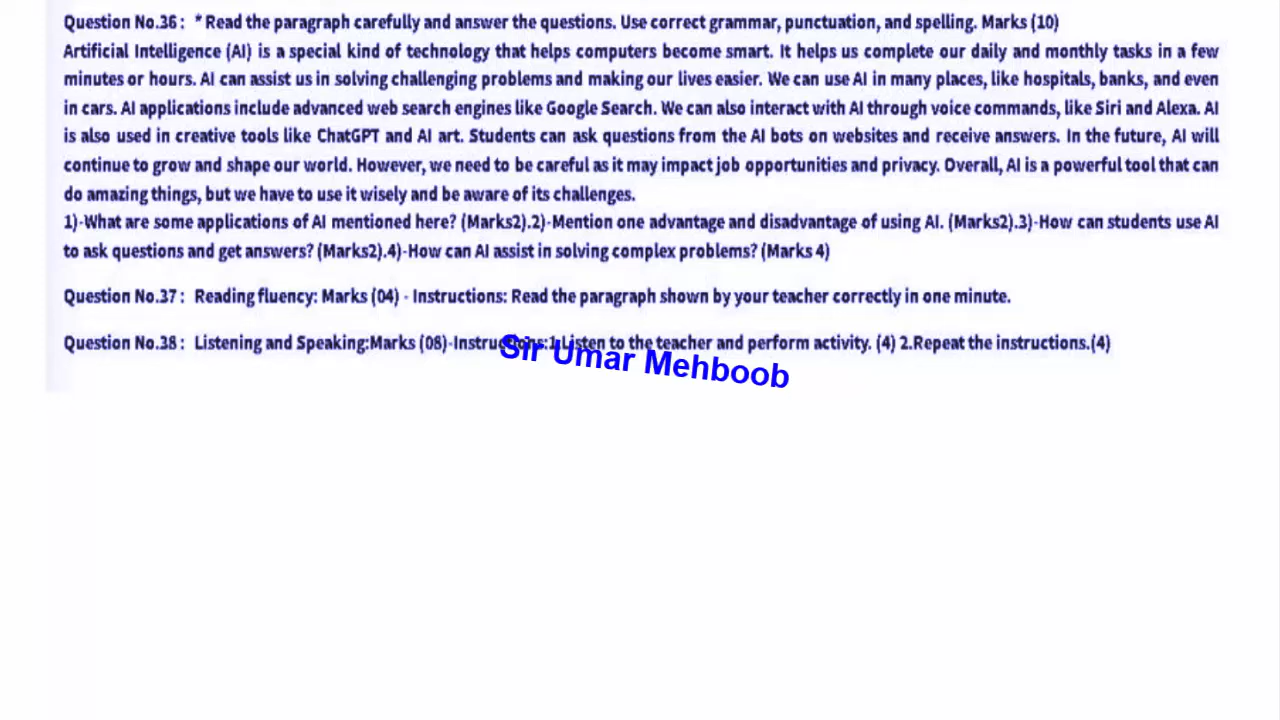 Question No.36 : * Read the paragraph carefully and answer the questions. Use correct grammar, punctuation, and spelling. Marks (10)
Artificial Intelligence (AI) is a special kind of technology that helps computers become smart. It helps us complete our daily and monthly tasks in a few
minutes or hours. AI can assist us in solving challenging problems and making our lives easier. We can use AI in many places, like hospitals, banks, and even
in cars. AI applications include advanced web search engines like Google Search. We can also interact with AI through voice commands, like Siri and Alexa. AI
is also used in creative tools like ChatGPT and AI art. Students can ask questions from the AI bots on websites and receive answers. In the future, AI will
continue to grow and shape our world. However, we need to be careful as it may impact job opportunities and privacy. Overall, AI is a powerful tool that can
do amazing things, but we have to use it wisely and be aware of its challenges.
1)-What are some applications of AI mentioned here? (Marks2).2)-Mention one advantage and disadvantage of using AI. (Marks2).3)-How can students use AI
to ask questions and get answers? (Marks2).4)-How can AI assist in solving complex problems? (Marks 4)
Question No.37 : Reading fluency: Marks (04) - Instructions: Read the paragraph shown by your teacher correctly in one minute.
Question No.38 : Listening and Speaking:Marks (08)-Instructions:1.Listen to the teacher and perform activity. (4) 2.Repeat the instructions.(4)
Sir Umar Mehboob